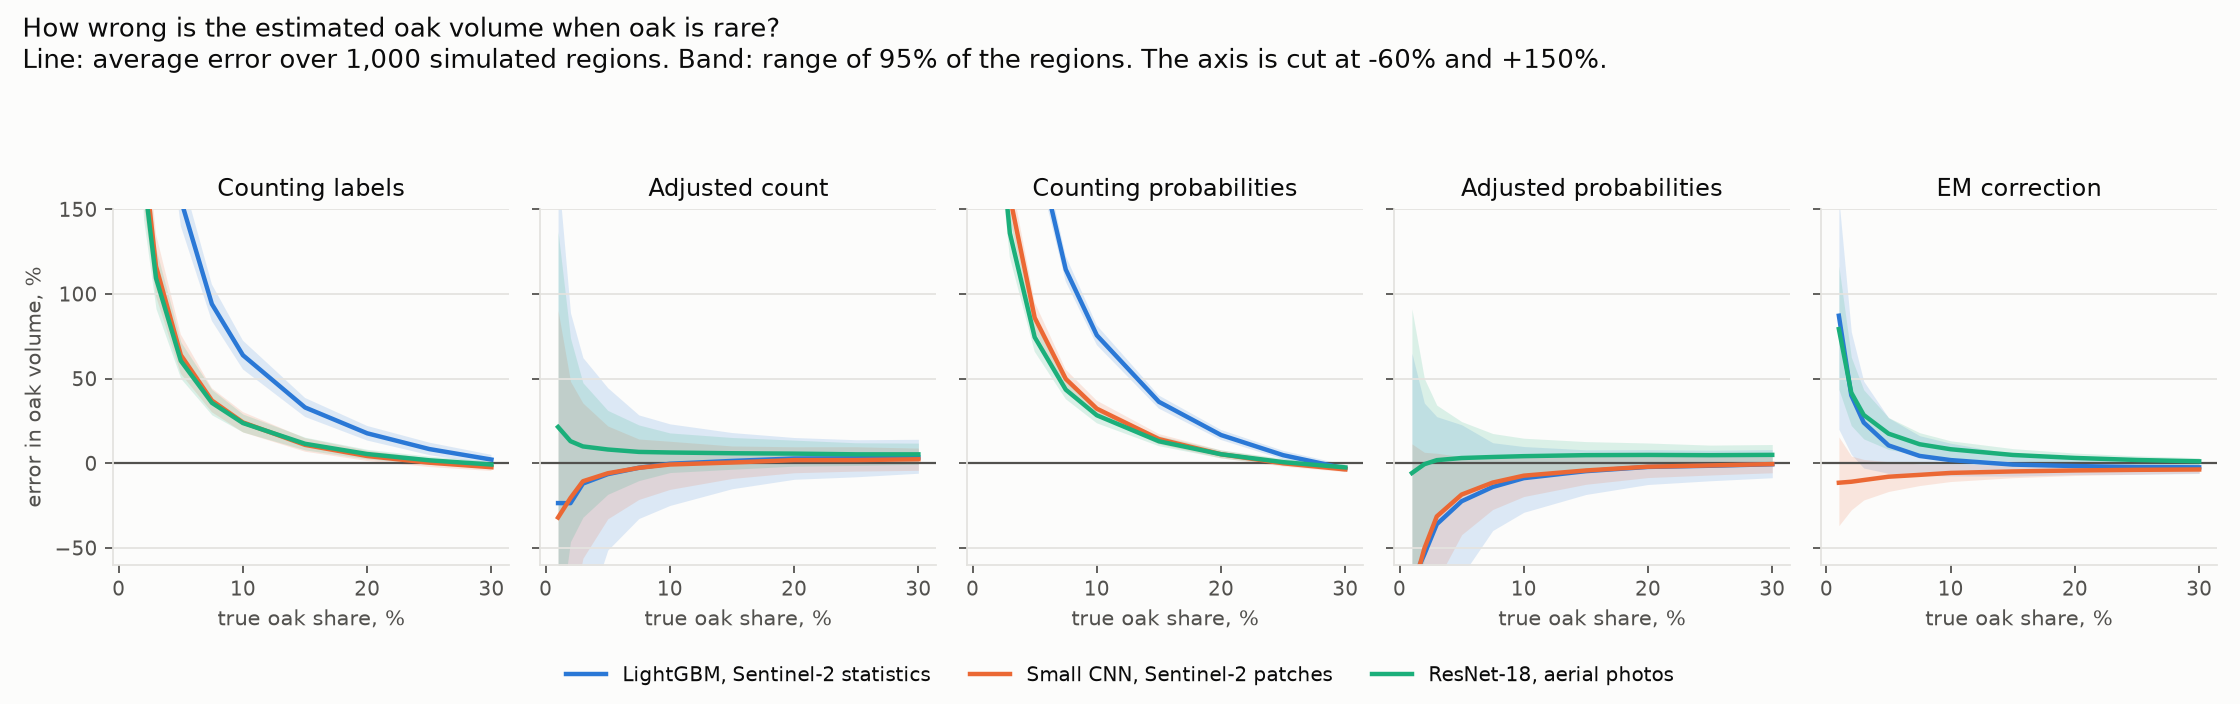 How wrong is the estimated oak volume when oak is rare?
Line: average error over 1,000 simulated regions. Band: range of 95% of the regions. The axis is cut at -60% and +150%.
Counting labels
Adjusted count
Counting probabilities
Adjusted probabilities
EM correction
error in oak volume, %
150
100
50
0
−50
0 10 20 30
0 10 20 30
0 10 20 30
0 10 20 30
0 10 20 30
true oak share, %
true oak share, %
true oak share, %
true oak share, %
true oak share, %
LightGBM, Sentinel-2 statistics
Small CNN, Sentinel-2 patches
ResNet-18, aerial photos